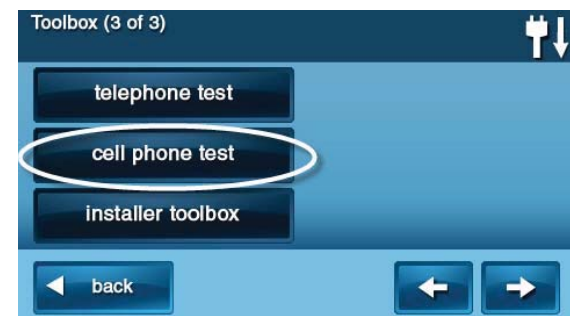 Toolbox (3 of 3)
telephone test
cell phone test
installer toolbox
back